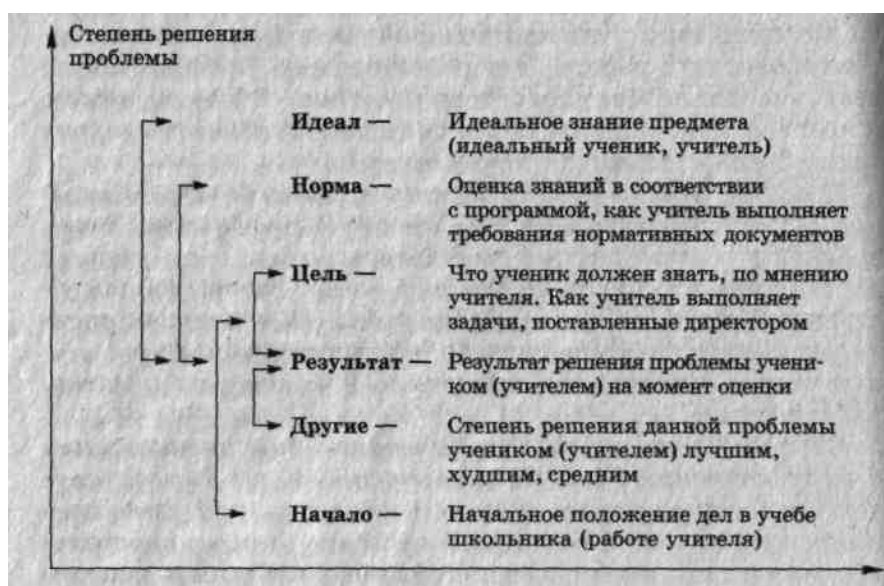 Степень решения
проблемы
Идеал — Идеальное знание предмета
(идеальный ученик, учитель)
Норма — Оценка знаний в соответствии
с программой, как учитель выполняет
требования нормативных документов
Цель — Что ученик должен знать, по мнению
учителя. Как учитель выполняет
задачи, поставленные директором
Результат — Результат решения проблемы учени-
ком (учителем) на момент оценки
Другие — Степень решения данной проблемы
учеником (учителем) лучшим,
худшим, средним
Начало — Начальное положение дел в учебе
школьника (работе учителя)